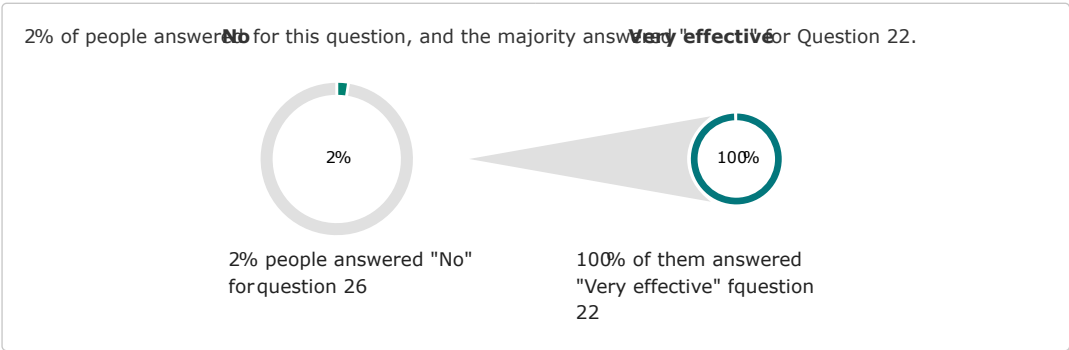 2% of people answered No for this question, and the majority answered "Very effective" for Question 22.
2%
100%
2% people answered "No"
for question 26
100% of them answered
"Very effective" fquestion
22